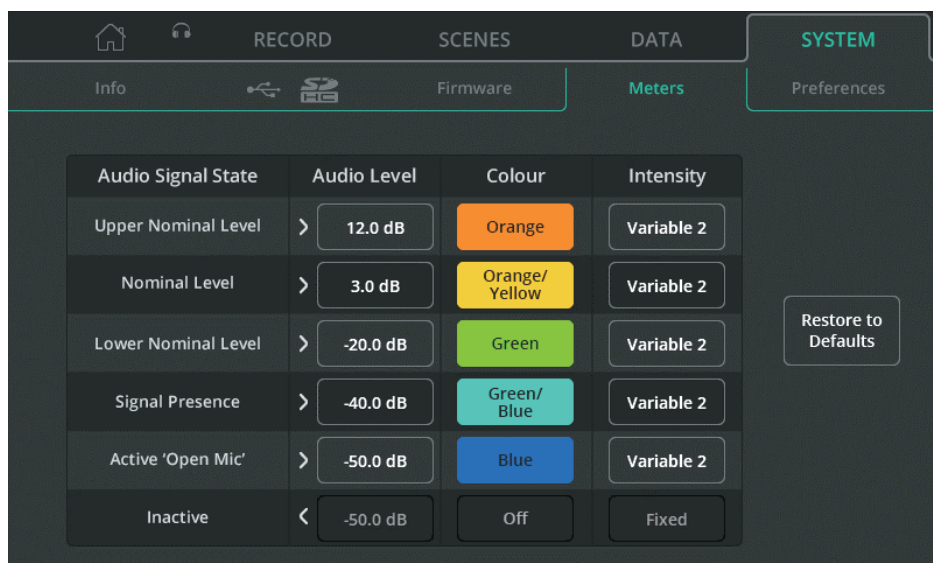 RECORD SCENES DATA SYSTEM
Info SD HC Firmware Meters Preferences
Audio Signal State Audio Level Colour Intensity
Upper Nominal Level > 12.0 dB Orange Variable 2
Nominal Level > 3.0 dB Orange/
Yellow Variable 2
Lower Nominal Level > -20.0 dB Green Variable 2
Signal Presence > -40.0 dB Green/
Blue Variable 2
Active ‘Open Mic’ > -50.0 dB Blue Variable 2
Inactive < -50.0 dB Off Fixed
Restore to
Defaults